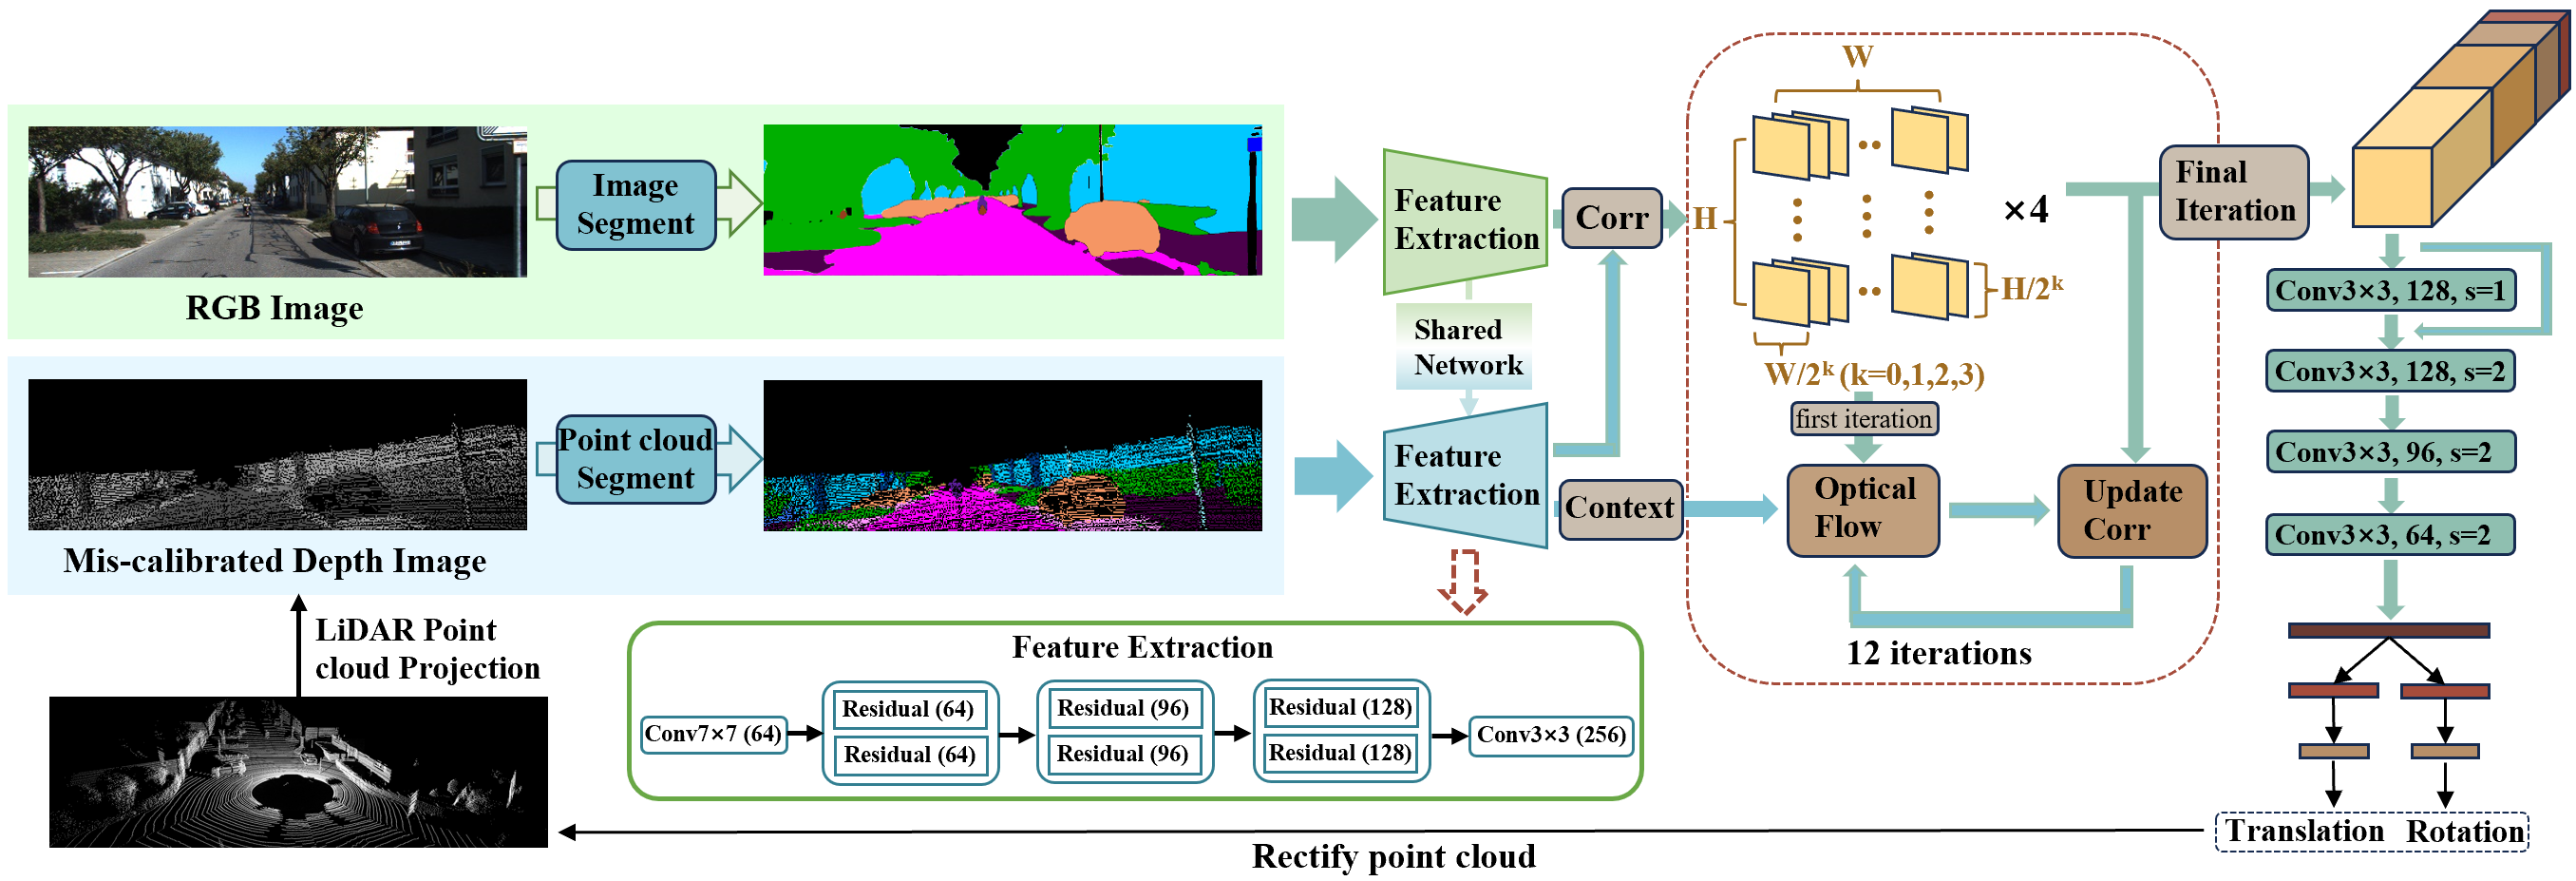 RGB Image
Image
Segment
Mis-calibrated Depth Image
Point cloud
Segment
LiDAR Point
cloud Projection
Feature
Extraction
Shared
Network
Feature
Extraction
Corr
Context
W
H
×4
H/2^k
W/2^k (k=0,1,2,3)
first iteration
Optical
Flow
Update
Corr
12 iterations
Final
Iteration
Conv3×3, 128, s=1
Conv3×3, 128, s=2
Conv3×3, 96, s=2
Conv3×3, 64, s=2
Feature Extraction
Conv7×7 (64)
Residual (64)
Residual (64)
Residual (96)
Residual (96)
Residual (128)
Residual (128)
Conv3×3 (256)
Translation Rotation
Rectify point cloud